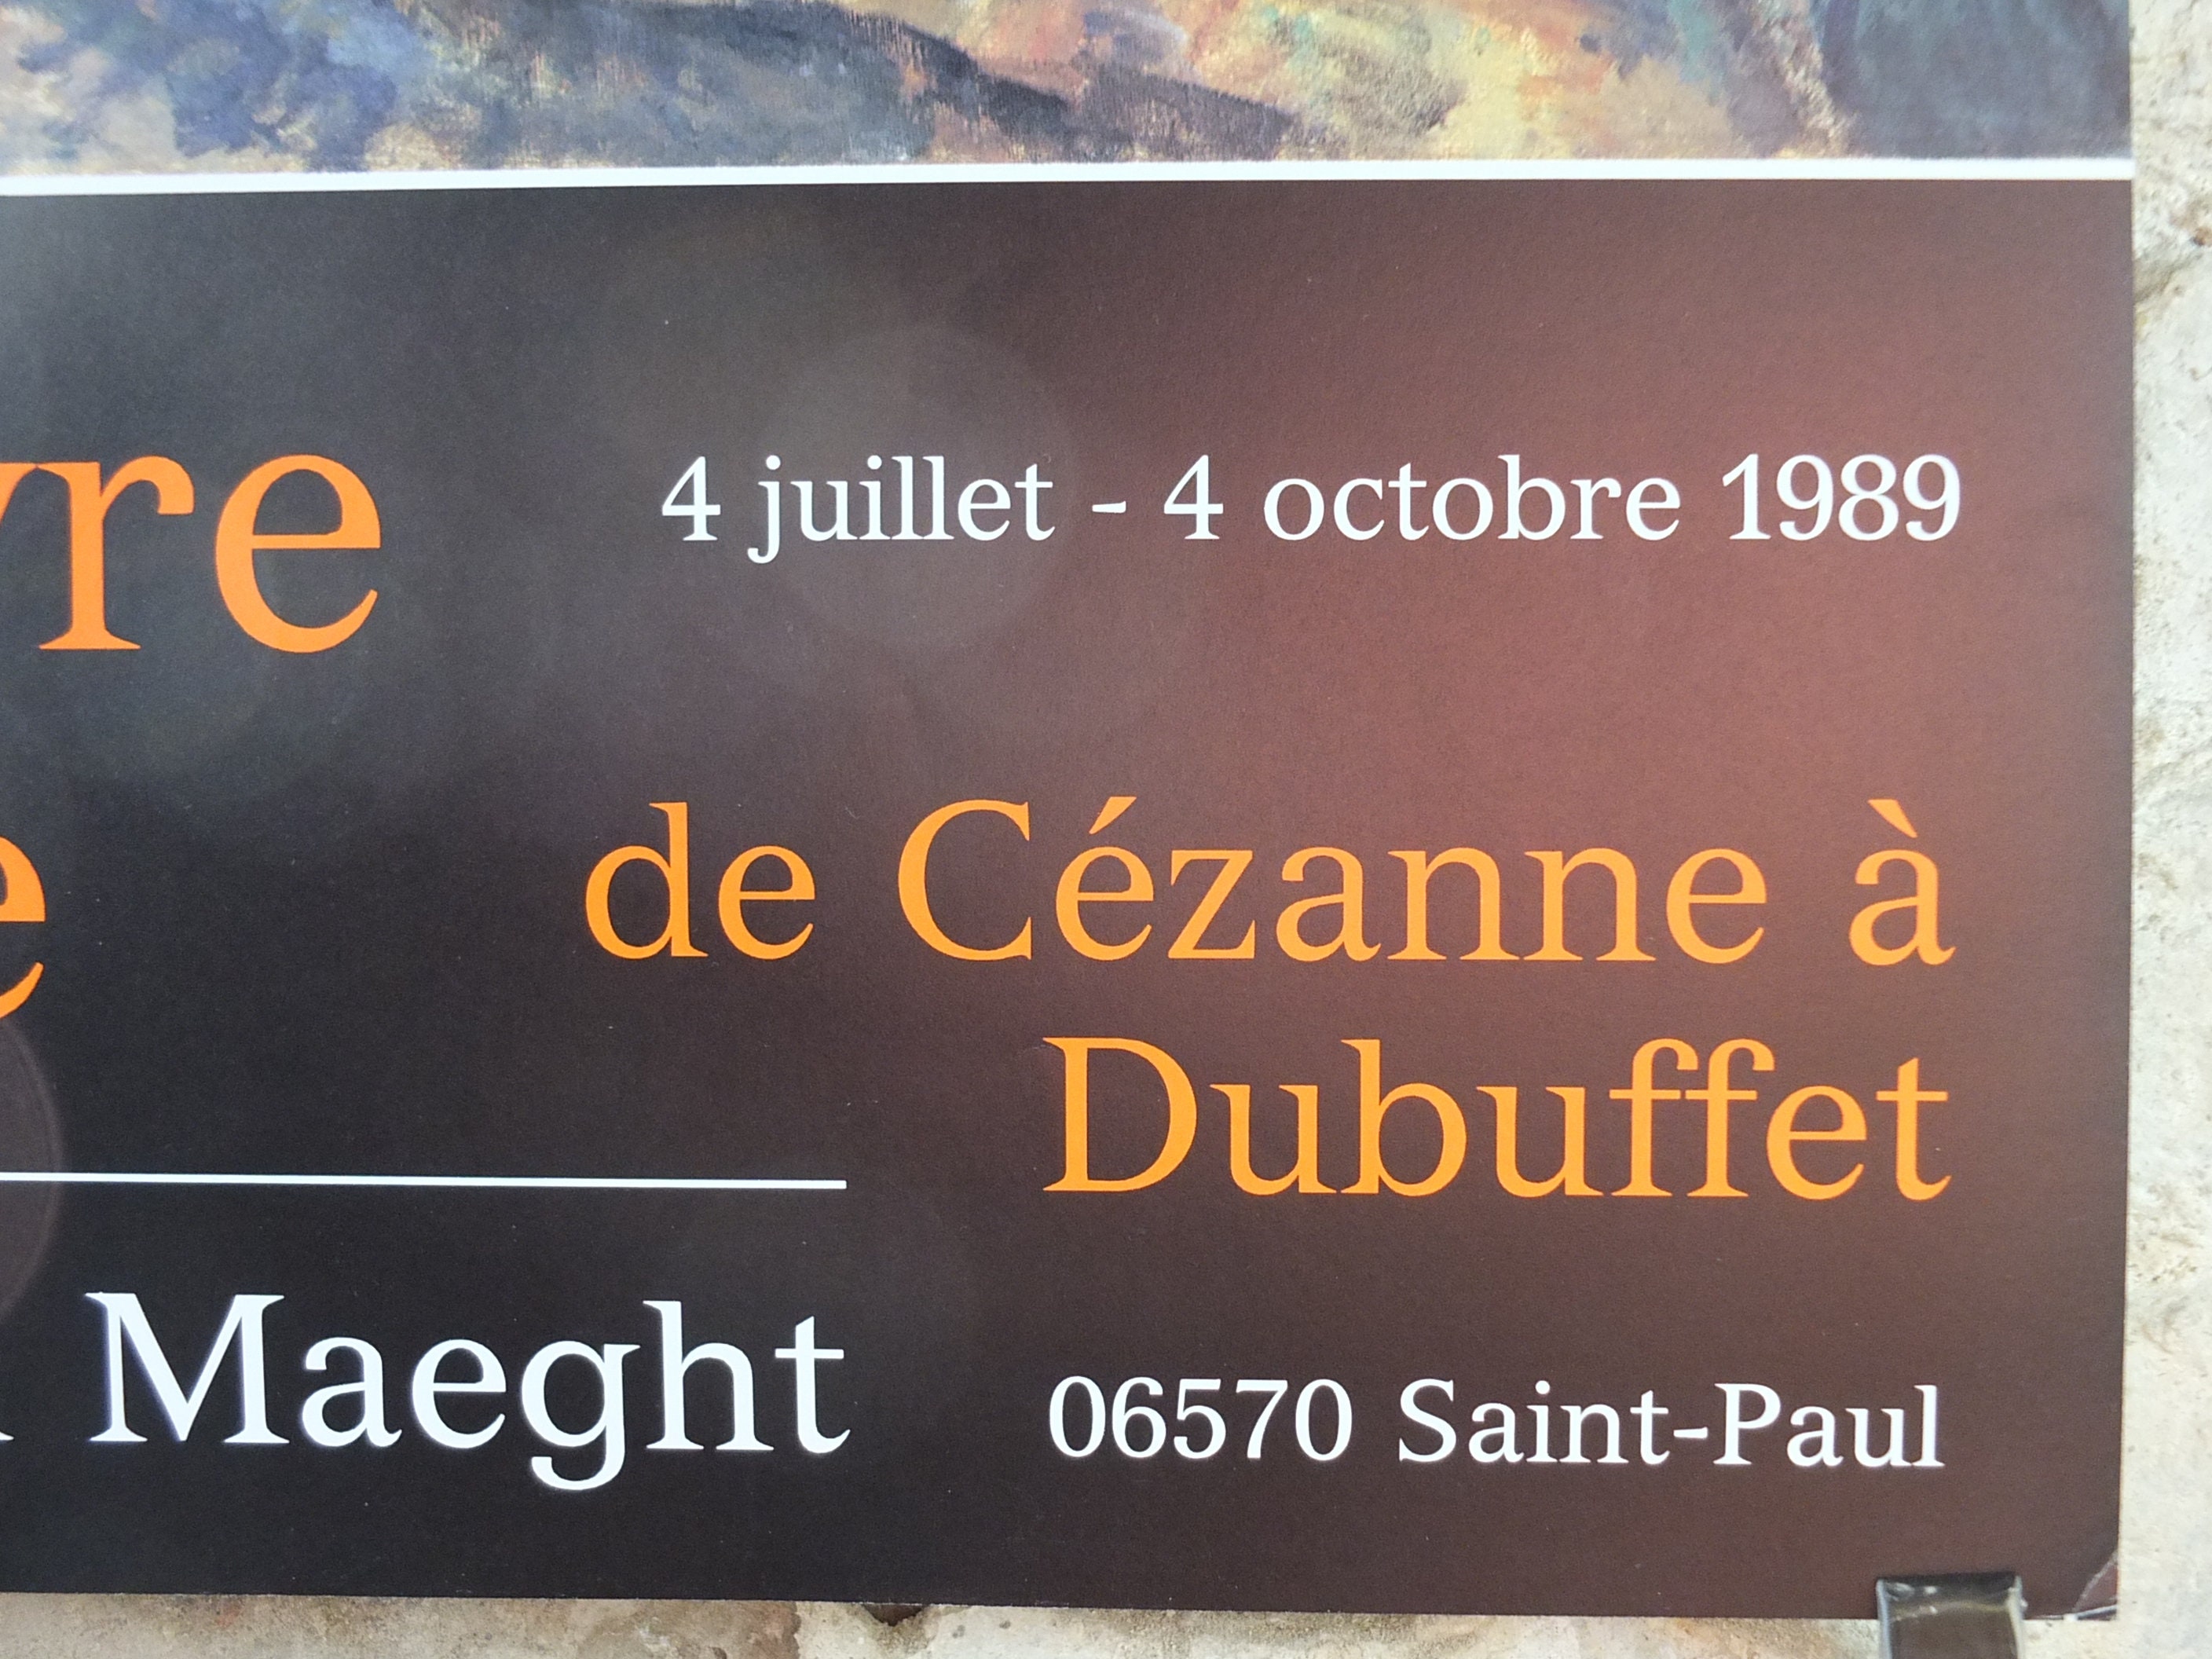 4 juillet - 4 octobre 1989
de Cézanne à
Dubuffet
Maeght
06570 Saint-Paul